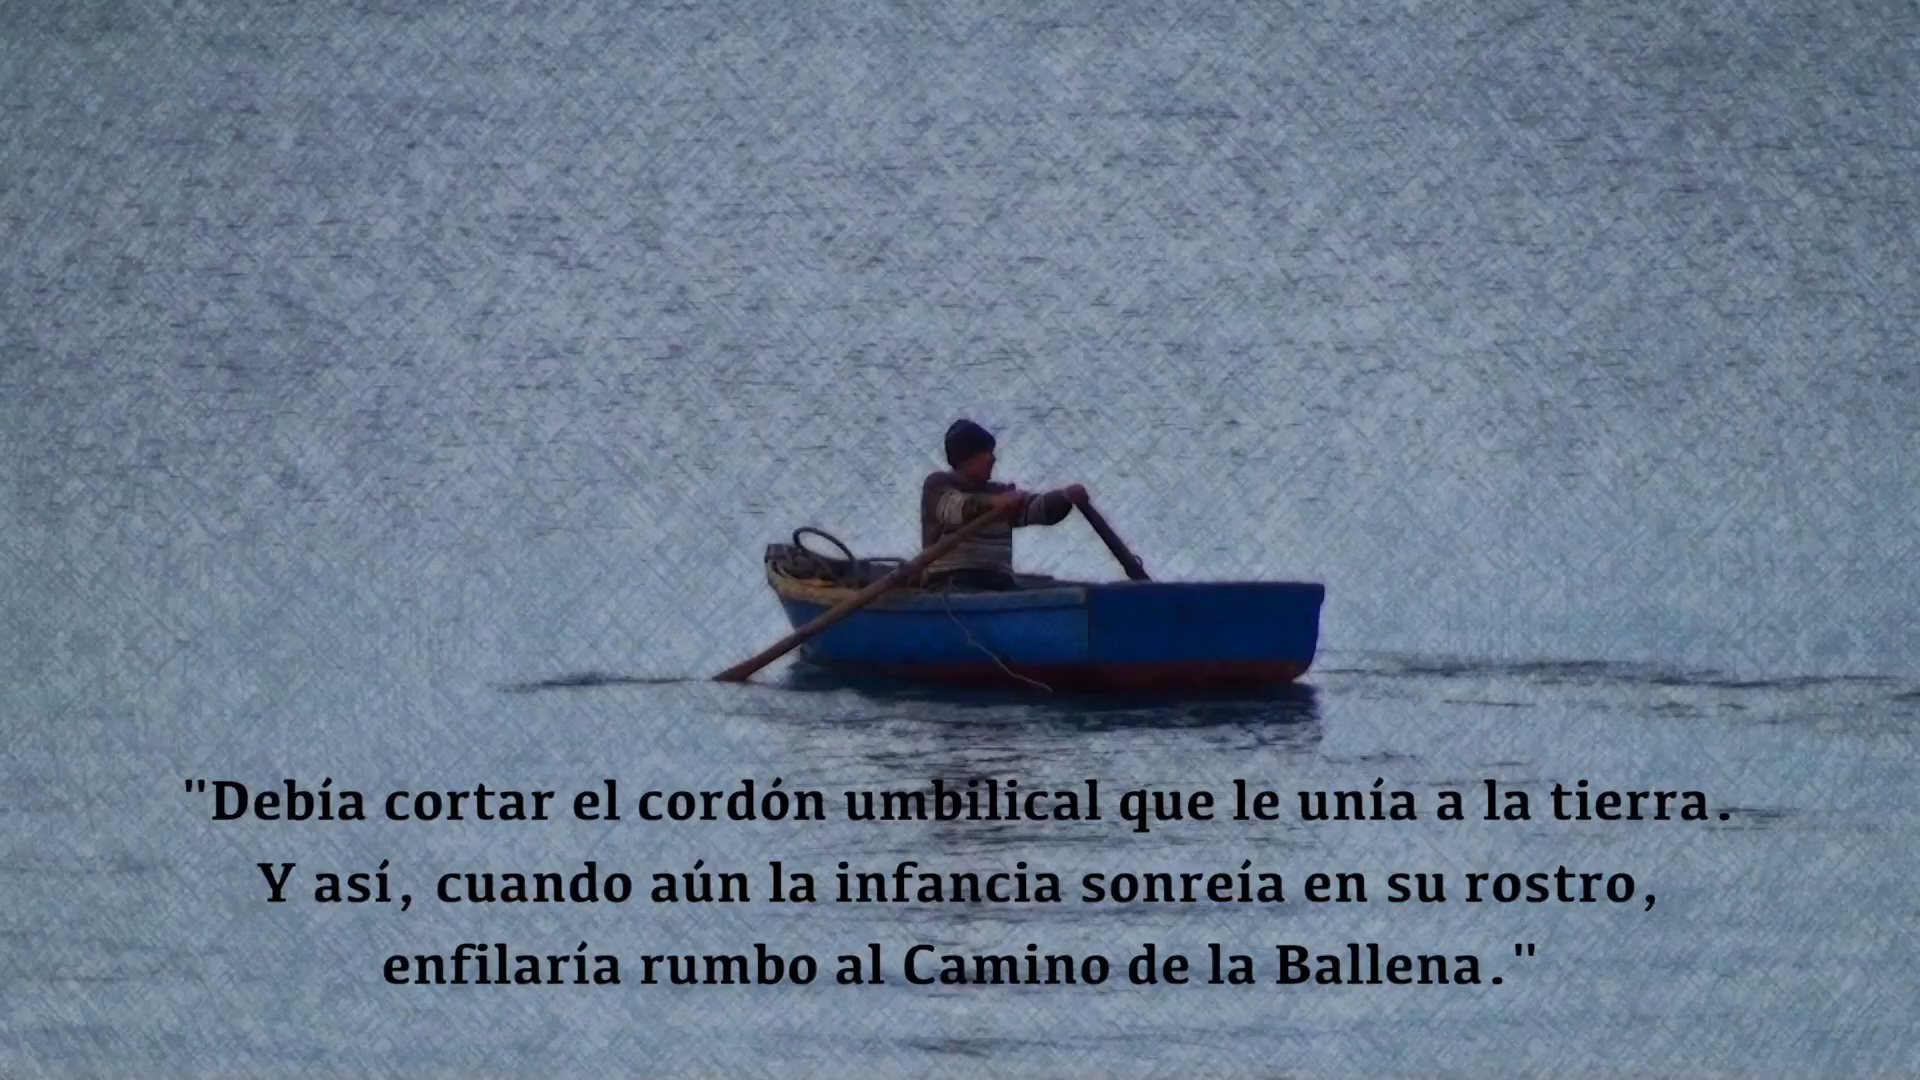 "Debía cortar el cordón umbilical que le unía a la tierra.
Y así, cuando aún la infancia sonreía en su rostro,
enfilaría rumbo al Camino de la Ballena."